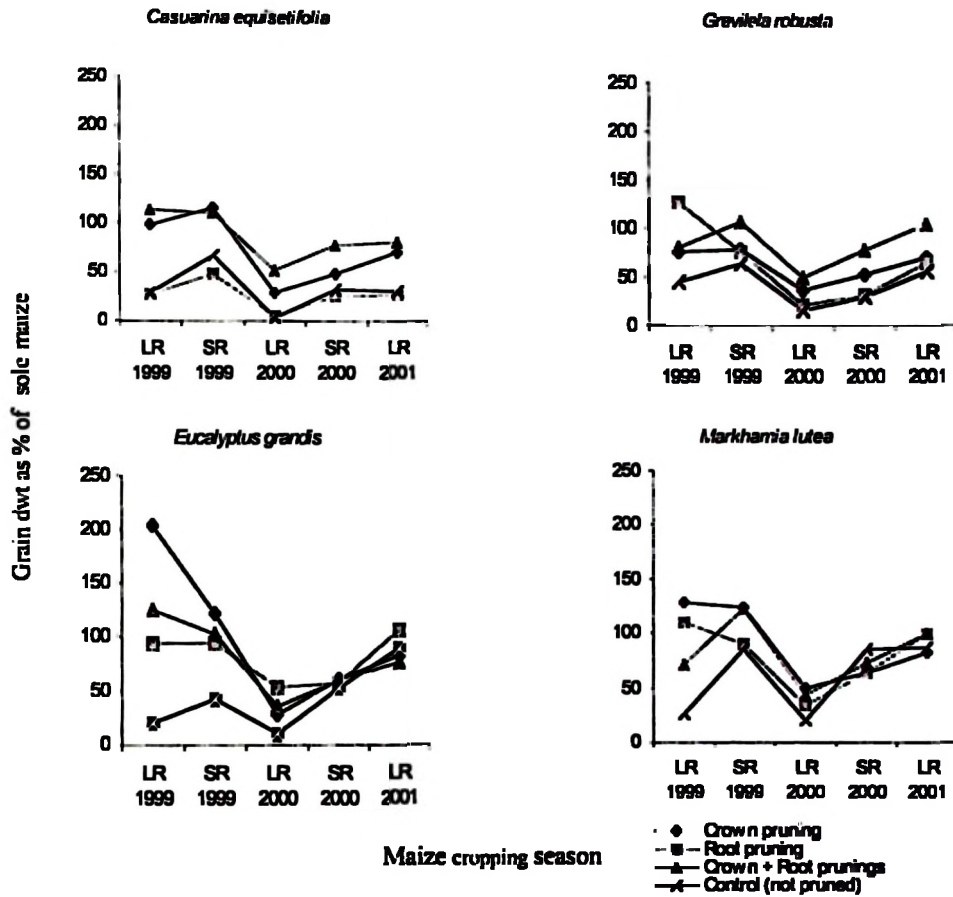 Casuarina equisetifolia
Grevilela robusta
250
200
150
100
50
0
LR SR LR SR LR
1999 1999 2000 2000 2001
250
200
150
100
50
0
LR SR LR SR LR
1999 1999 2000 2000 2001
Grain dwt as % of sole maize
Eucalyptus grandis
Markhamia lutea
250
200
150
100
50
0
LR SR LR SR LR
1999 1999 2000 2000 2001
250
200
150
100
50
0
LR SR LR SR LR
1999 1999 2000 2000 2001
Maize cropping season
Crown pruning
Root pruning
Crown + Root prunings
Control (not pruned)